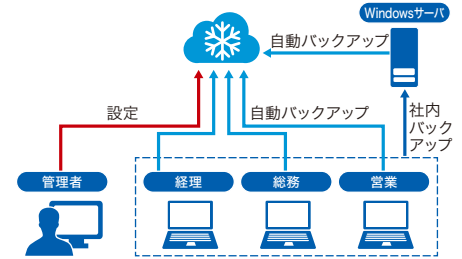 Windowsサーバ
自動バックアップ
設定
自動バックアップ
社内
バック
アップ
管理者
経理
総務
営業